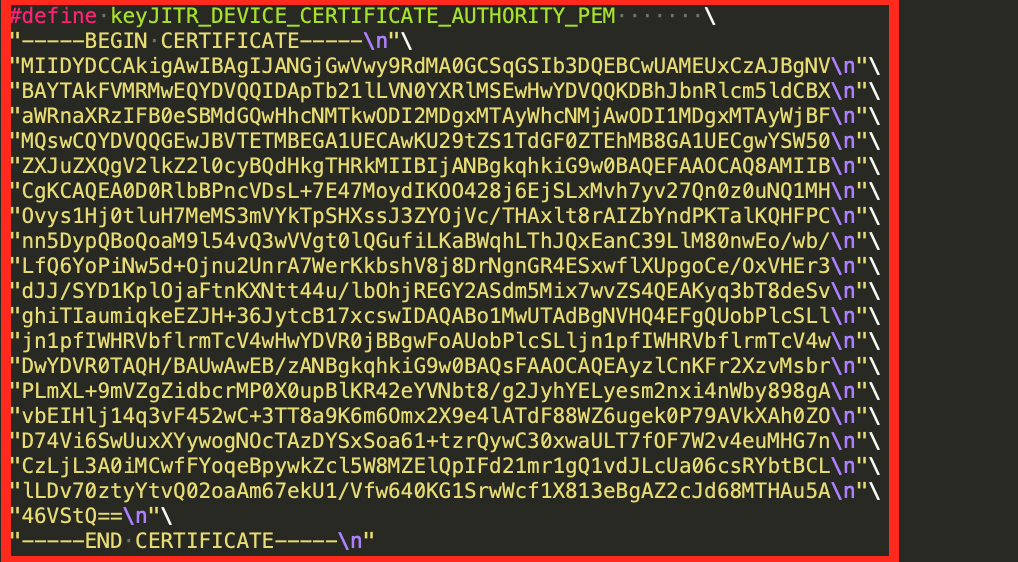 #define keyJITR_DEVICE_CERTIFICATE_AUTHORITY_PEM \
"-----BEGIN CERTIFICATE-----\n"\
"MIIDYDCCAkigAwIBAgIJANGjGwVwy9RdMA0GCSqGSIb3DQEBCwUAMEUxCzAJBgNV\n"\
"BAYTAkFVMRMwEQYDVQQIDApTb21lLVN0YXRlMSEwHwYDVQQKDBhJbnRlcm5ldCBX\n"\
"aWRnaXRzIFB0eSBMdGQwHhcNMTkwODI2MDgxMTAyWhcNMjAwODI1MDgxMTAyWjBF\n"\
"MQswCQYDVQQGEwJBVTETMBEGA1UECAwKU29tZS1TdGF0ZTEhMB8GA1UECgwYSW50\n"\
"ZXJuZXQgV2lkZ2l0cyBQdHkgTHRkMIIBIjANBgkqhkiG9w0BAQEFAAOCAQ8AMIIB\n"\
"CgKCAQEA0D0RlbBPncVDsL+7E47MoydIKOO428j6EjSLxMvh7yv27Qn0z0uNQ1MH\n"\
"Ovys1Hj0tluH7MeMS3mVYkTpSHXssJ3ZYOjVc/THAxlt8rAIZbYndPKTalKQHFPC\n"\
"nn5DypQBoQoaM9l54vQ3wVVgt0lQGufiLKaBWqhLThJQxEanC39LlM80nwEo/wb/\n"\
"LfQ6YoPiNw5d+Ojnu2UnrA7WerKkbshV8j8DrNgnGR4ESxwflXUpgoCe/OxVHEr3\n"\
"dJJ/SYD1KplOjaFtnKXNtt44u/lbOhjREGY2ASdm5Mix7wvZS4QEAKyq3bT8deSv\n"\
"ghiTIaumiqkeEZJH+36JytcB17xcswIDAQABo1MwUTAdBgNVHQ4EFgQUobPlcSLl\n"\
"jn1pfIWHRVbflrmTcV4wHwYDVR0jBBgwFoAUobPlcSLljn1pfIWHRVbflrmTcV4w\n"\
"DwYDVR0TAQH/BAUwAwEB/zANBgkqhkiG9w0BAQsFAAOCAQEAyzlCnKFr2XzvMsbr\n"\
"PLmXL+9mVZgZidbcrMP0X0upBlKR42eYVNbt8/g2JyhYELyesm2nxi4nWby898gA\n"\
"vbEIHlj14q3vF452wC+3TT8a9K6m6Omx2X9e4lATdF88WZ6ugek0P79AVkXAh0ZO\n"\
"D74Vi6SwUuxXYywogNOcTAzDYSxSoa61+tzrQywC30xwaULT7fOF7W2v4euMHG7n\n"\
"CzLjL3A0iMCwfFYoqeBpywkZcl5W8MZElQpIFd21mr1gQ1vdJLcUa06csRYbtBCL\n"\
"lLDv70ztyYtvQ02oaAm67ekU1/Vfw640KG1SrwWcf1X813eBgAZ2cJd68MTHAu5A\n"\
"46VStQ==\n"\
"-----END CERTIFICATE-----\n"